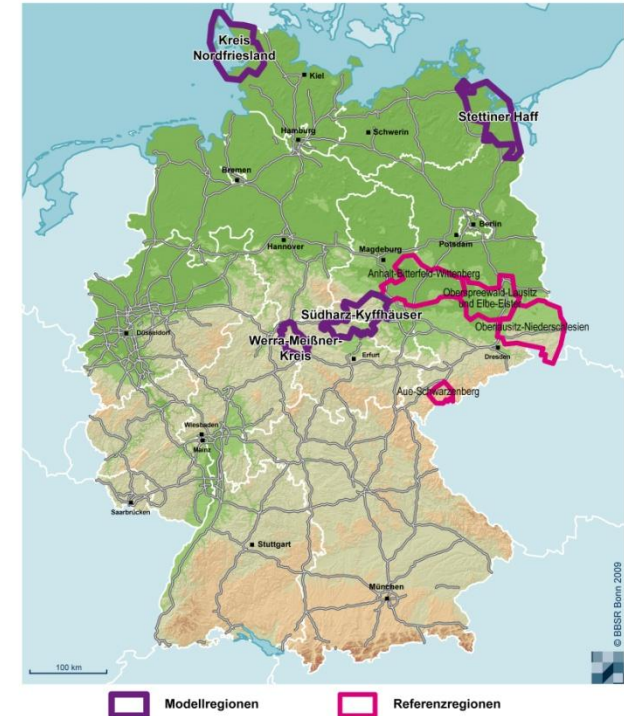 Kreis
Nordfriesland
Kiel
Stettiner Haff
Hamburg
Schwerin
Bremen
Berlin
Hannover
Potsdam
Magdeburg
Anhalt-Bitterfeld-Wittenberg
Oberspreewald-Lausitz
und Elbe-Elster
Südharz-Kyffhäuser
Oberlausitz-Niederschlesien
Düsseldorf
Werra-Meißner-
Kreis
Erfurt
Dresden
Aue-Schwarzenberg
Wiesbaden
Mainz
Saarbrücken
Stuttgart
München
100 km
© BBSR Bonn 2009
Modellregionen
Referenzregionen